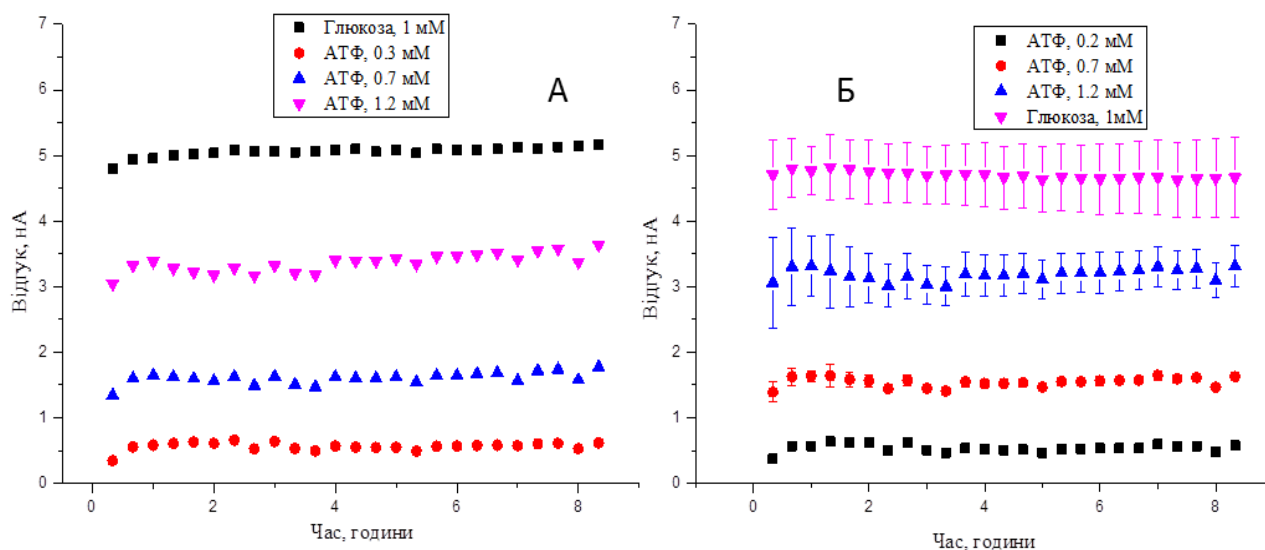 Глюкоза, 1 мМ
АТФ, 0.3 мМ
АТФ, 0.7 мМ
АТФ, 1.2 мМ
А
7
6
5
4
3
2
1
0
Відгук, нА
0
2
4
6
8
Час, години
АТФ, 0.2 мМ
АТФ, 0.7 мМ
АТФ, 1.2 мМ
Глюкоза, 1мМ
Б
7
6
5
4
3
2
1
0
Відгук, нА
0
2
4
6
8
Час, години